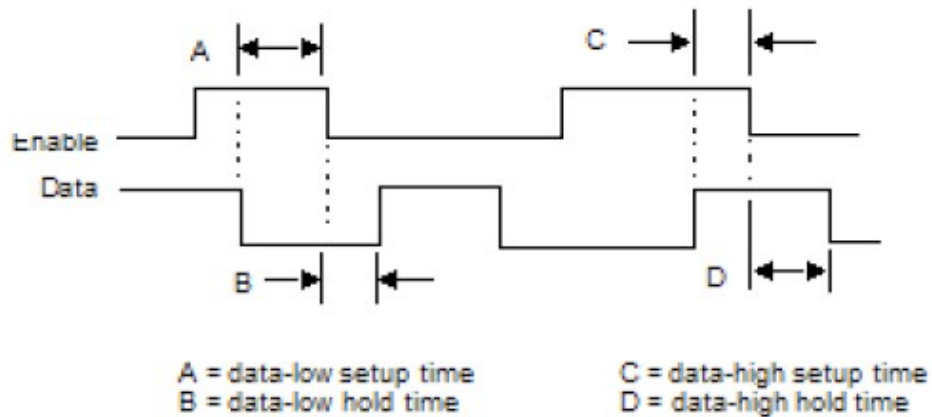 A
C
Enable
Data
B
D
A = data-low setup time
B = data-low hold time
C = data-high setup time
D = data-high hold time